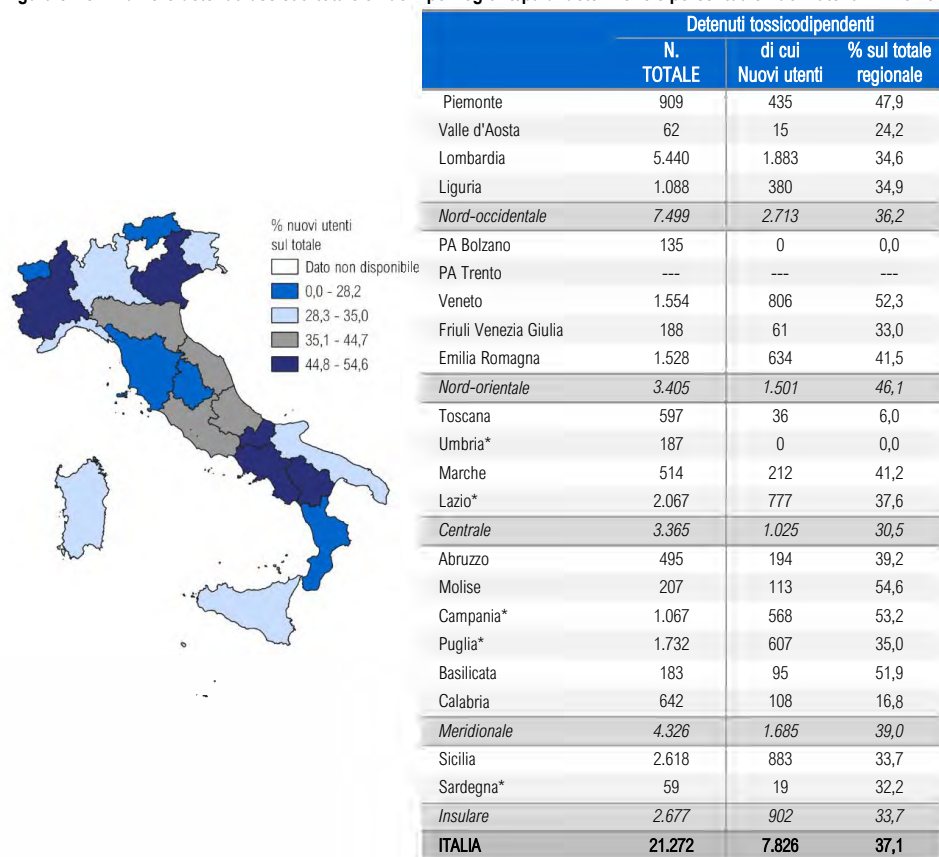 % nuovi utenti
sul totale
Dato non disponibile
0,0 - 28,2
28,3 - 35,0
35,1 - 44,7
44,8 - 54,6
Detenuti tossicodipendenti
N. TOTALE di cui Nuovi utenti % sul totale regionale
Piemonte 909 435 47,9
Valle d'Aosta 62 15 24,2
Lombardia 5.440 1.883 34,6
Liguria 1.088 380 34,9
Nord-occidentale 7.499 2.713 36,2
PA Bolzano 135 0 0,0
PA Trento --- --- ---
Veneto 1.554 806 52,3
Friuli Venezia Giulia 188 61 33,0
Emilia Romagna 1.528 634 41,5
Nord-orientale 3.405 1.501 46,1
Toscana 597 36 6,0
Umbria* 187 0 0,0
Marche 514 212 41,2
Lazio* 2.067 777 37,6
Centrale 3.365 1.025 30,5
Abruzzo 495 194 39,2
Molise 207 113 54,6
Campania* 1.067 568 53,2
Puglia* 1.732 607 35,0
Basilicata 183 95 51,9
Calabria 642 108 16,8
Meridionale 4.326 1.685 39,0
Sicilia 2.618 883 33,7
Sardegna* 59 19 32,2
Insulare 2.677 902 33,7
ITALIA 21.272 7.826 37,1